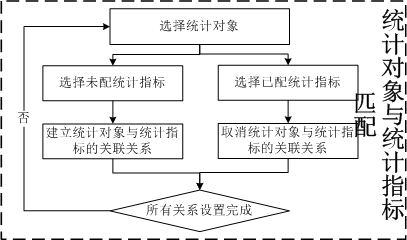 选择统计对象
选择未配统计指标
选择已配统计指标
建立统计对象与统计指
标的关联关系
取消统计对象与统计指
标的关联关系
否
所有关系设置完成
统计对象与统计指标
匹配